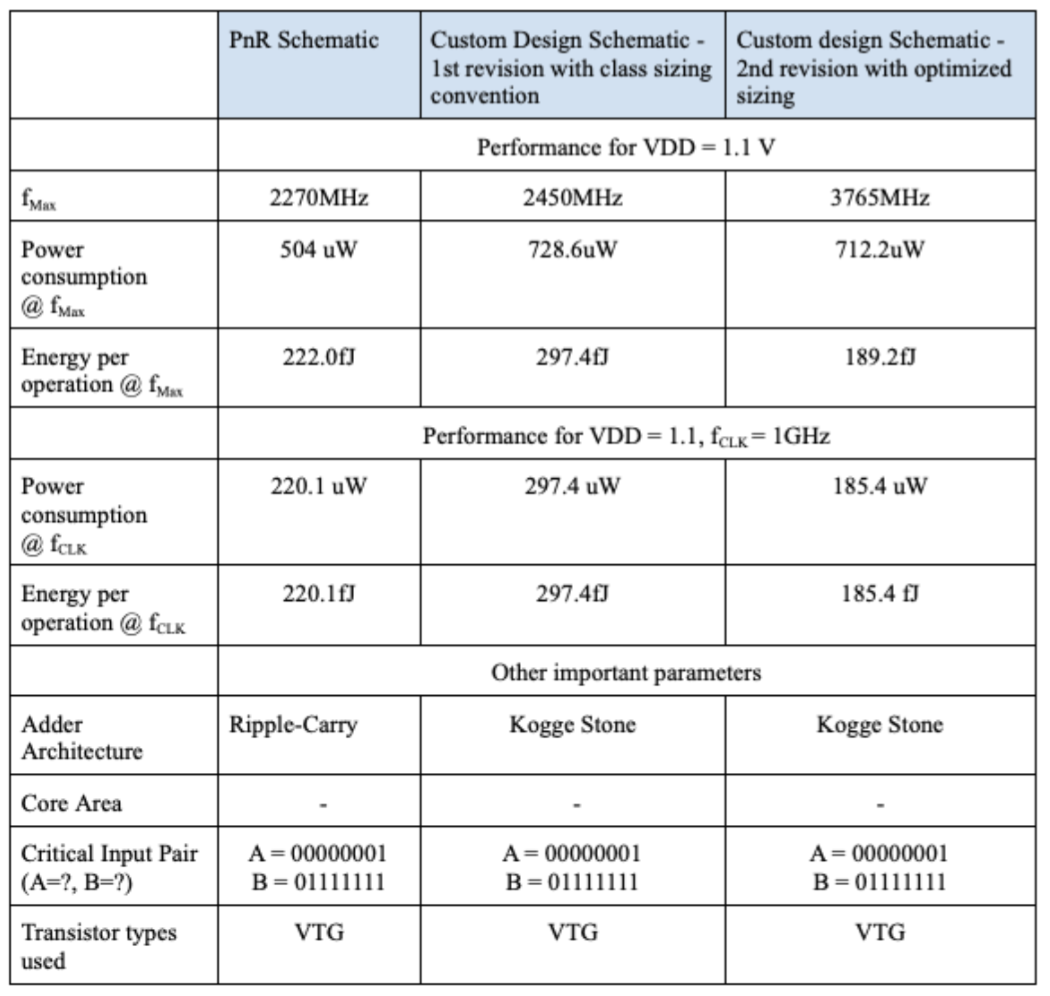 PnR Schematic
Custom Design Schematic -
1st revision with class sizing
convention
Custom design Schematic -
2nd revision with optimized
sizing
Performance for VDD = 1.1 V
fMax
2270MHz
2450MHz
3765MHz
Power
consumption
@ fMax
504 uW
728.6uW
712.2uW
Energy per
operation @ fMax
222.0fJ
297.4fJ
189.2fJ
Performance for VDD = 1.1, fCLK = 1GHz
Power
consumption
@ fCLK
220.1 uW
297.4 uW
185.4 uW
Energy per
operation @ fCLK
220.1fJ
297.4fJ
185.4 fJ
Other important parameters
Adder
Architecture
Ripple-Carry
Kogge Stone
Kogge Stone
Core Area
-
-
-
Critical Input Pair
(A=?, B=?)
A = 00000001
B = 01111111
A = 00000001
B = 01111111
A = 00000001
B = 01111111
Transistor types
used
VTG
VTG
VTG